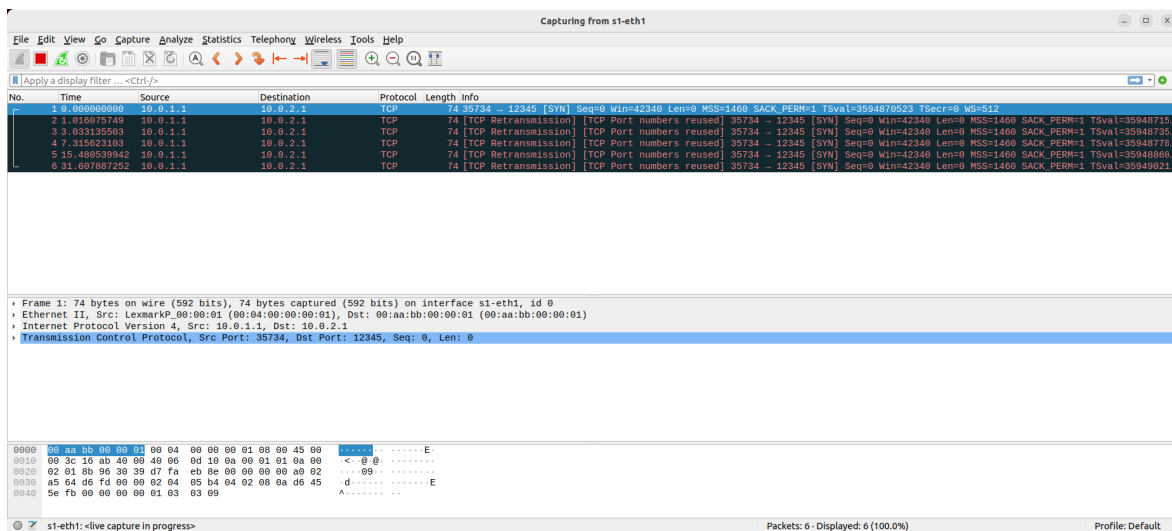 Capturing from s1-eth1
File Edit View Go Capture Analyze Statistics Telephony Wireless Tools Help
Apply a display filter ... <Ctrl-/>
No. Time Source Destination Protocol Length Info
1 0.000000000 10.0.1.1 10.0.2.1 TCP 74 35734 → 12345 [SYN] Seq=0 Win=42340 Len=0 MSS=1460 SACK_PERM=1 TSval=3594870523 TSecr=0 WS=512
2 1.016075749 10.0.1.1 10.0.2.1 TCP 74 [TCP Retransmission] [TCP Port numbers reused] 35734 → 12345 [SYN] Seq=0 Win=42340 Len=0 MSS=1460 SACK_PERM=1 TSval=35948715
3 3.033135503 10.0.1.1 10.0.2.1 TCP 74 [TCP Retransmission] [TCP Port numbers reused] 35734 → 12345 [SYN] Seq=0 Win=42340 Len=0 MSS=1460 SACK_PERM=1 TSval=35948735
4 7.315623103 10.0.1.1 10.0.2.1 TCP 74 [TCP Retransmission] [TCP Port numbers reused] 35734 → 12345 [SYN] Seq=0 Win=42340 Len=0 MSS=1460 SACK_PERM=1 TSval=35948778
5 15.480539942 10.0.1.1 10.0.2.1 TCP 74 [TCP Retransmission] [TCP Port numbers reused] 35734 → 12345 [SYN] Seq=0 Win=42340 Len=0 MSS=1460 SACK_PERM=1 TSval=35948860
6 31.607887252 10.0.1.1 10.0.2.1 TCP 74 [TCP Retransmission] [TCP Port numbers reused] 35734 → 12345 [SYN] Seq=0 Win=42340 Len=0 MSS=1460 SACK_PERM=1 TSval=35949021
Frame 1: 74 bytes on wire (592 bits), 74 bytes captured (592 bits) on interface s1-eth1, id 0
Ethernet II, Src: LexmarkP_00:00:01 (00:04:00:00:00:01), Dst: 00:aa:bb:00:00:01 (00:aa:bb:00:00:01)
Internet Protocol Version 4, Src: 10.0.1.1, Dst: 10.0.2.1
Transmission Control Protocol, Src Port: 35734, Dst Port: 12345, Seq: 0, Len: 0
0000 00 aa bb 00 00 01 00 04 00 00 00 01 08 00 45 00 ········ ······E·
0010 00 3c 16 ab 40 00 40 06 0d 10 0a 00 01 01 0a 00 ·<··@·@· ········
0020 02 01 8b 96 30 39 d7 fa eb 8e 00 00 00 00 a0 02 ····09·· ········
0030 a5 64 d6 fd 00 00 02 04 05 b4 04 02 08 0a d6 45 ·d······ ·······E
0040 5e fb 00 00 00 00 01 03 03 09 ^······· ··
s1-eth1: <live capture in progress> Packets: 6 · Displayed: 6 (100.0%) Profile: Default